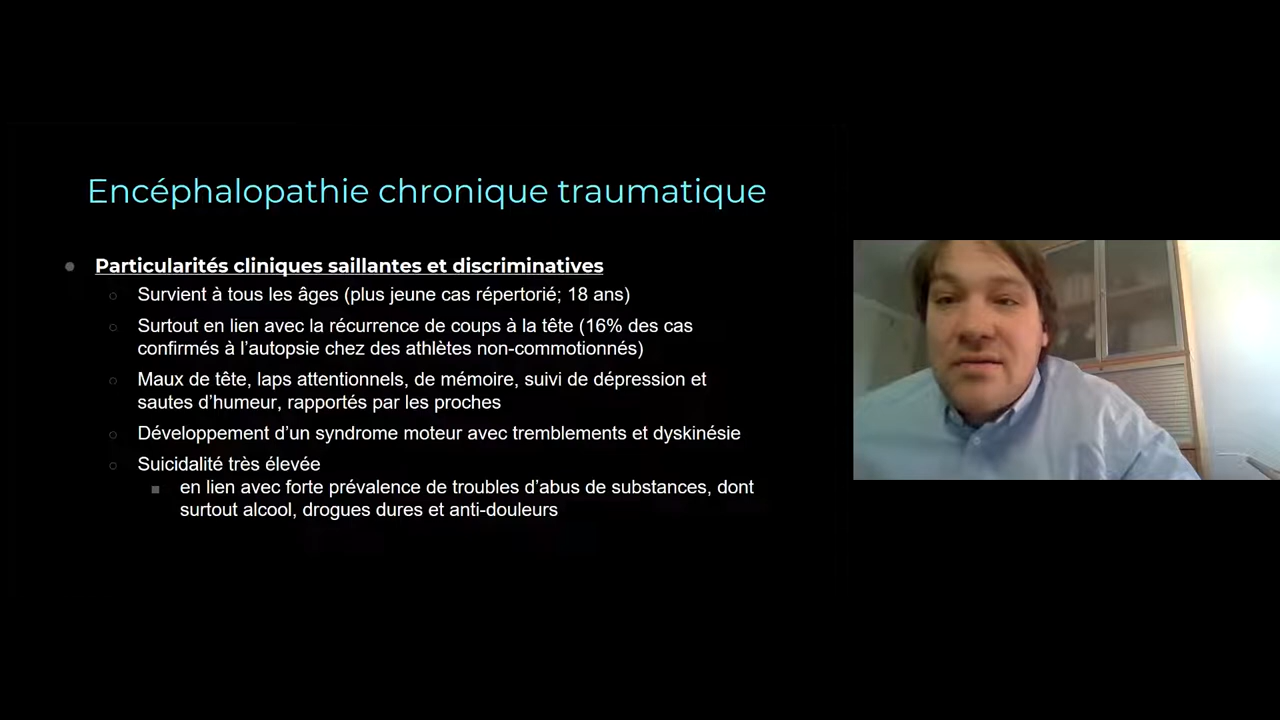 Encéphalopathie chronique traumatique
Particularités cliniques saillantes et discriminatives
Survient à tous les âges (plus jeune cas répertorié; 18 ans)
Surtout en lien avec la récurrence de coups à la tête (16% des cas
confirmés à l'autopsie chez des athlètes non-commotionnés)
Maux de tête, laps attentionnels, de mémoire, suivi de dépression et
sautes d'humeur, rapportés par les proches
Développement d'un syndrome moteur avec tremblements et dyskinésie
Suicidalité très élevée
en lien avec forte prévalence de troubles d'abus de substances, dont
surtout alcool, drogues dures et anti-douleurs